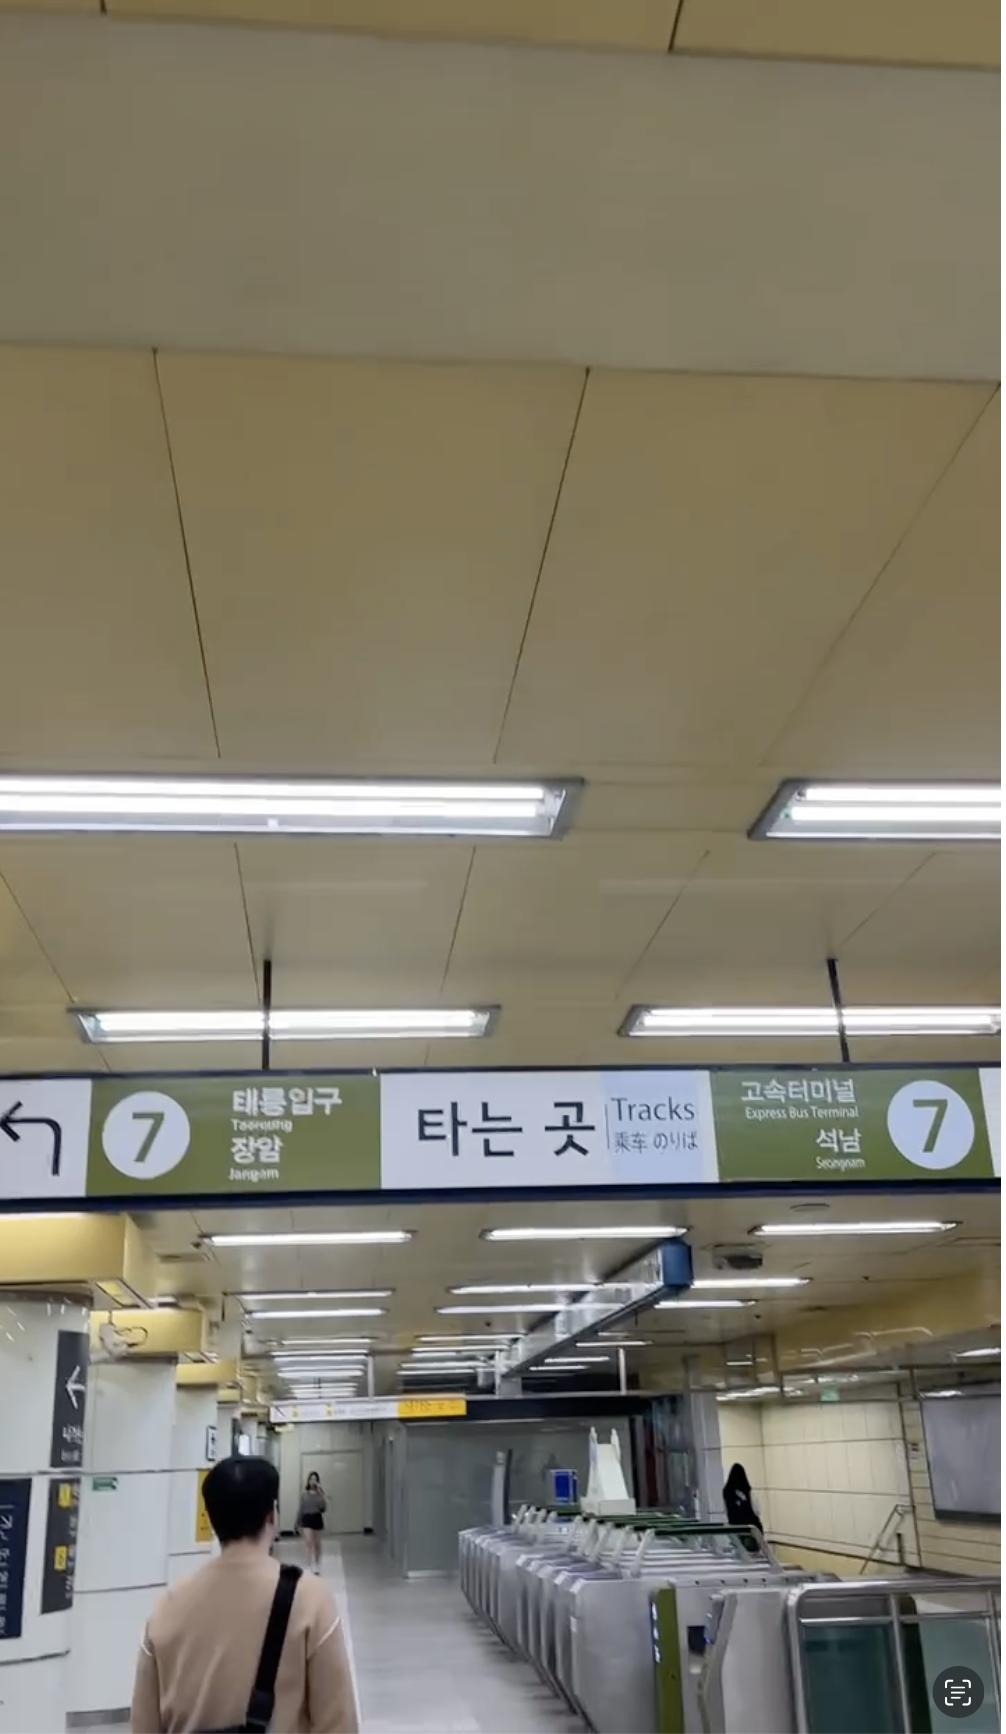 7
태릉입구
Taereung
장암
Jangam
타는 곳
Tracks
乘车 のりば
고속터미널
Express Bus Terminal
석남
Seongnam
7